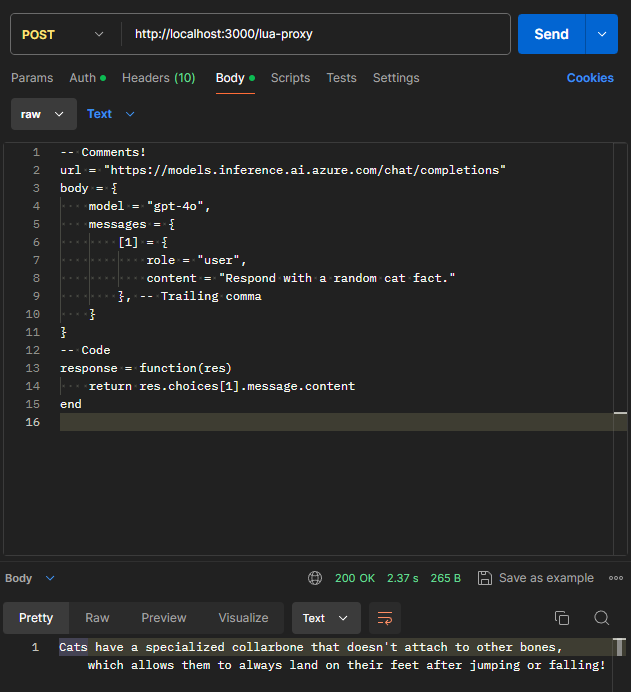 POST http://localhost:3000/lua-proxy Send
Params Auth Headers (10) Body Scripts Tests Settings Cookies
raw Text
1 -- Comments!
2 url = "https://models.inference.ai.azure.com/chat/completions"
3 body = {
4 model = "gpt-4o",
5 messages = {
6 [1] = {
7 role = "user",
8 content = "Respond with a random cat fact."
9 }, -- Trailing comma
10 }
11 }
12 -- Code
13 response = function(res)
14 return res.choices[1].message.content
15 end
16
Body 200 OK 2.37 s 265 B Save as example
Pretty Raw Preview Visualize Text
1 Cats have a specialized collarbone that doesn't attach to other bones,
which allows them to always land on their feet after jumping or falling!